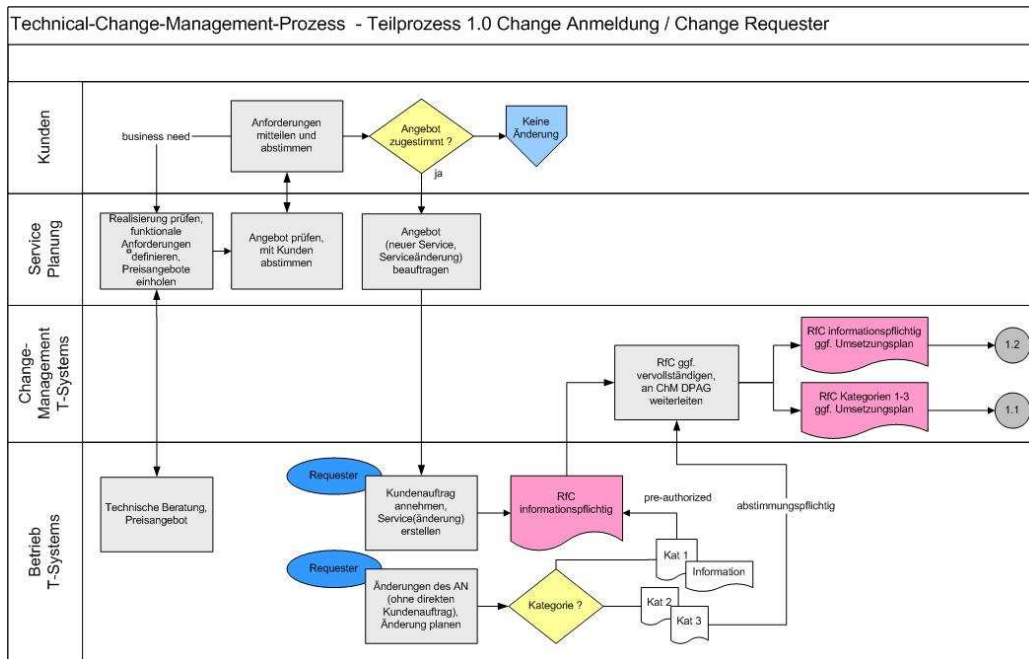 Technical-Change-Management-Prozess - Teilprozess 1.0 Change Anmeldung / Change Requester
Kunden
business need
Anforderungen
mitteilen und
abstimmen
Angebot
zugestimmt ?
Keine
Änderung
ja
Service
Planung
Realisierung prüfen,
funktionale
Anforderungen
definieren,
Preisangebote
einholen
Angebot prüfen,
mit Kunden
abstimmen
Angebot
(neuer Service,
Serviceänderung)
beauftragen
Change-
Management
T-Systems
RfC ggf.
vervollständigen,
an ChM DPAG
weiterleiten
RfC informationspflichtig
ggf. Umsetzungsplan
1.2
RfC Kategorien 1-3
ggf. Umsetzungsplan
1.1
Betrieb
T-Systems
Technische Beratung,
Preisangebot
Requester
Kundenauftrag
annehmen,
Service(änderung)
erstellen
RfC
informationspflichtig
pre-authorized
abstimmungspflichtig
Requester
Änderungen des AN
(ohne direkten
Kundenauftrag),
Änderung planen
Kategorie ?
Kat 1
Information
Kat 2
Kat 3